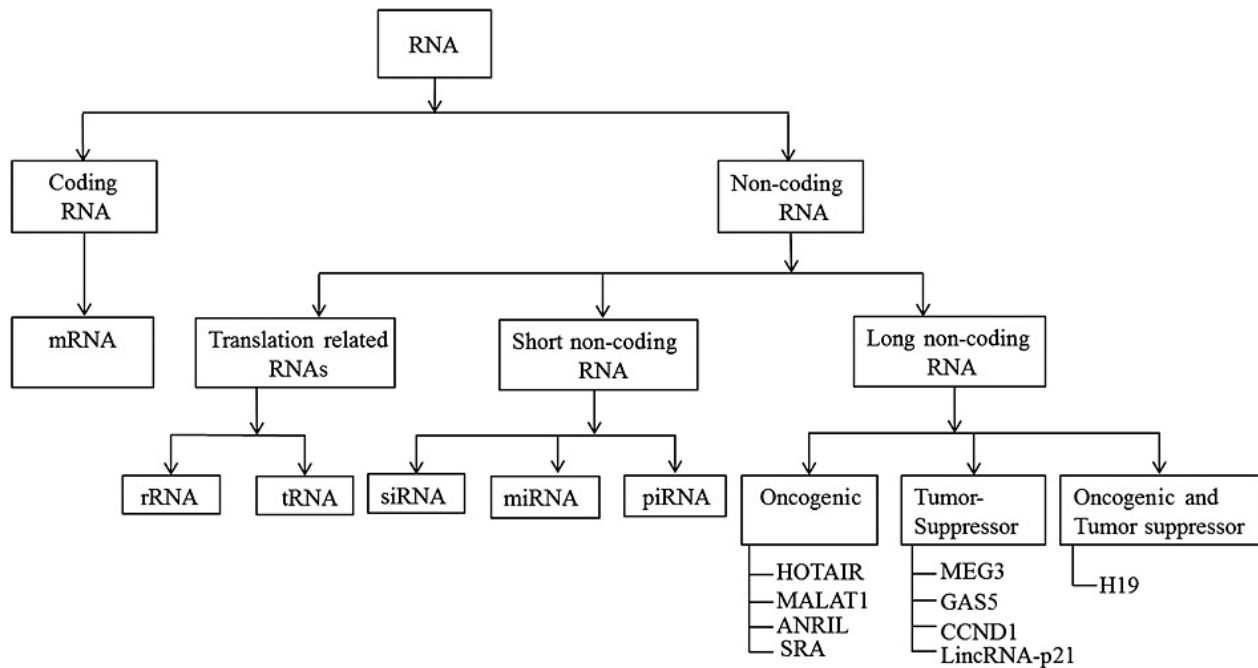 RNA
Coding
RNA
Non-coding
RNA
mRNA
Translation related
RNAs
Short non-coding
RNA
Long non-coding
RNA
rRNA
tRNA
siRNA
miRNA
piRNA
Oncogenic
Tumor-
Suppressor
Oncogenic and
Tumor suppressor
HOTAIR
MALAT1
ANRIL
SRA
MEG3
GAS5
CCND1
LincRNA-p21
H19